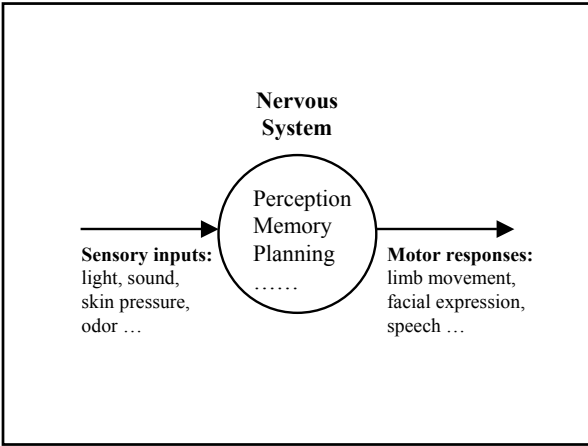 Nervous
System
Perception
Memory
Planning
……
Sensory inputs:
light, sound,
skin pressure,
odor …
Motor responses:
limb movement,
facial expression,
speech …